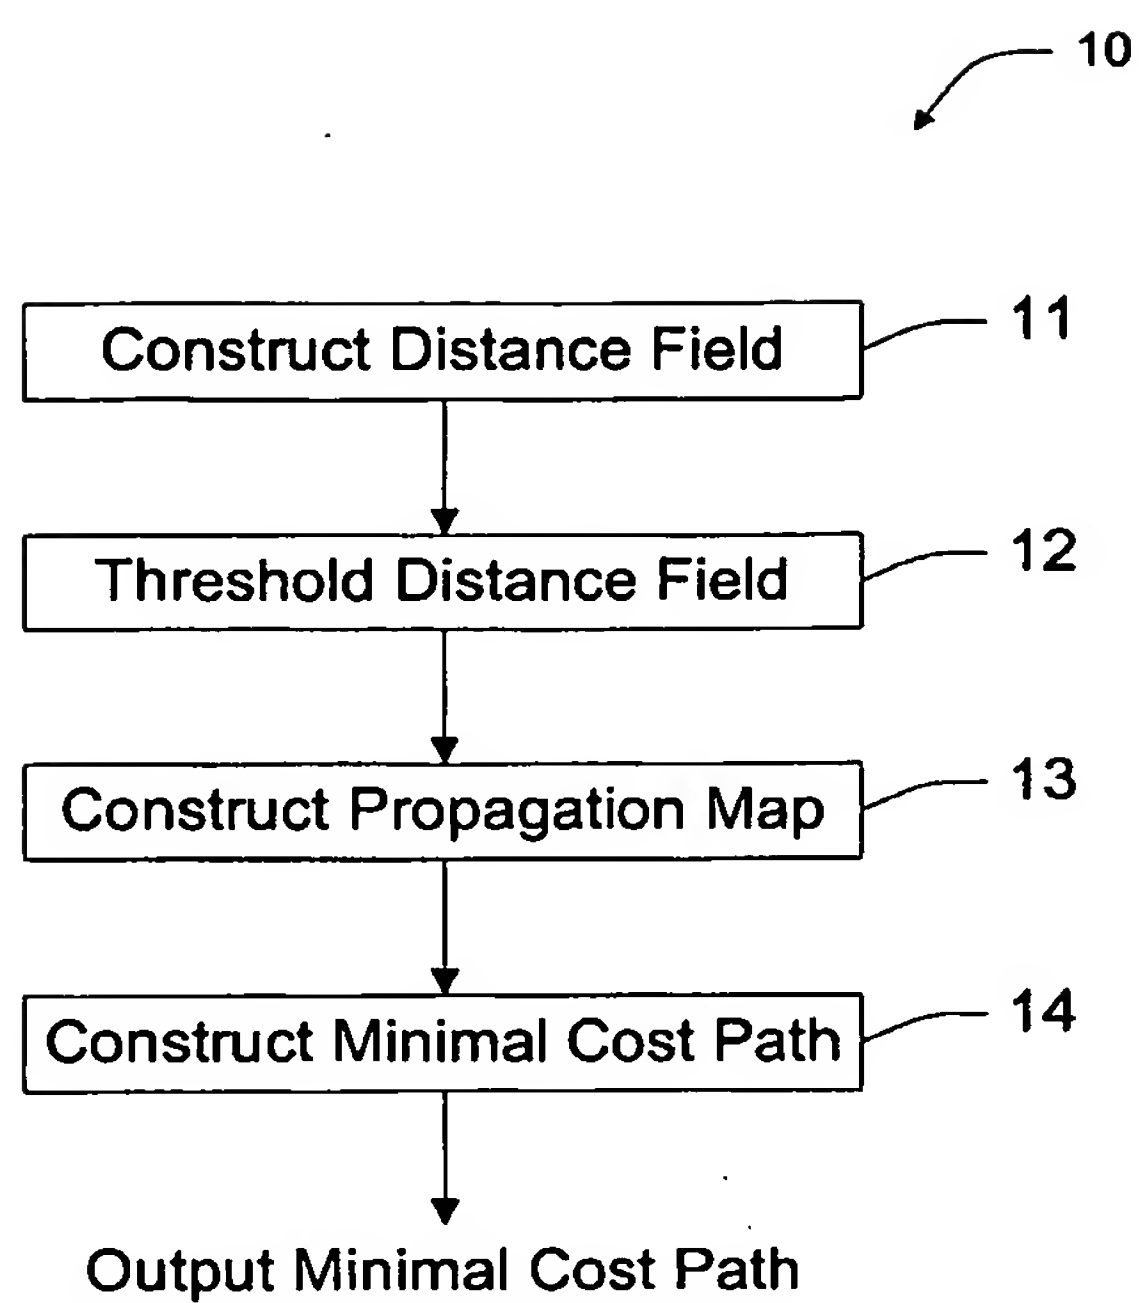 10
Construct Distance Field
11
Threshold Distance Field
12
Construct Propagation Map
13
Construct Minimal Cost Path
14
Output Minimal Cost Path